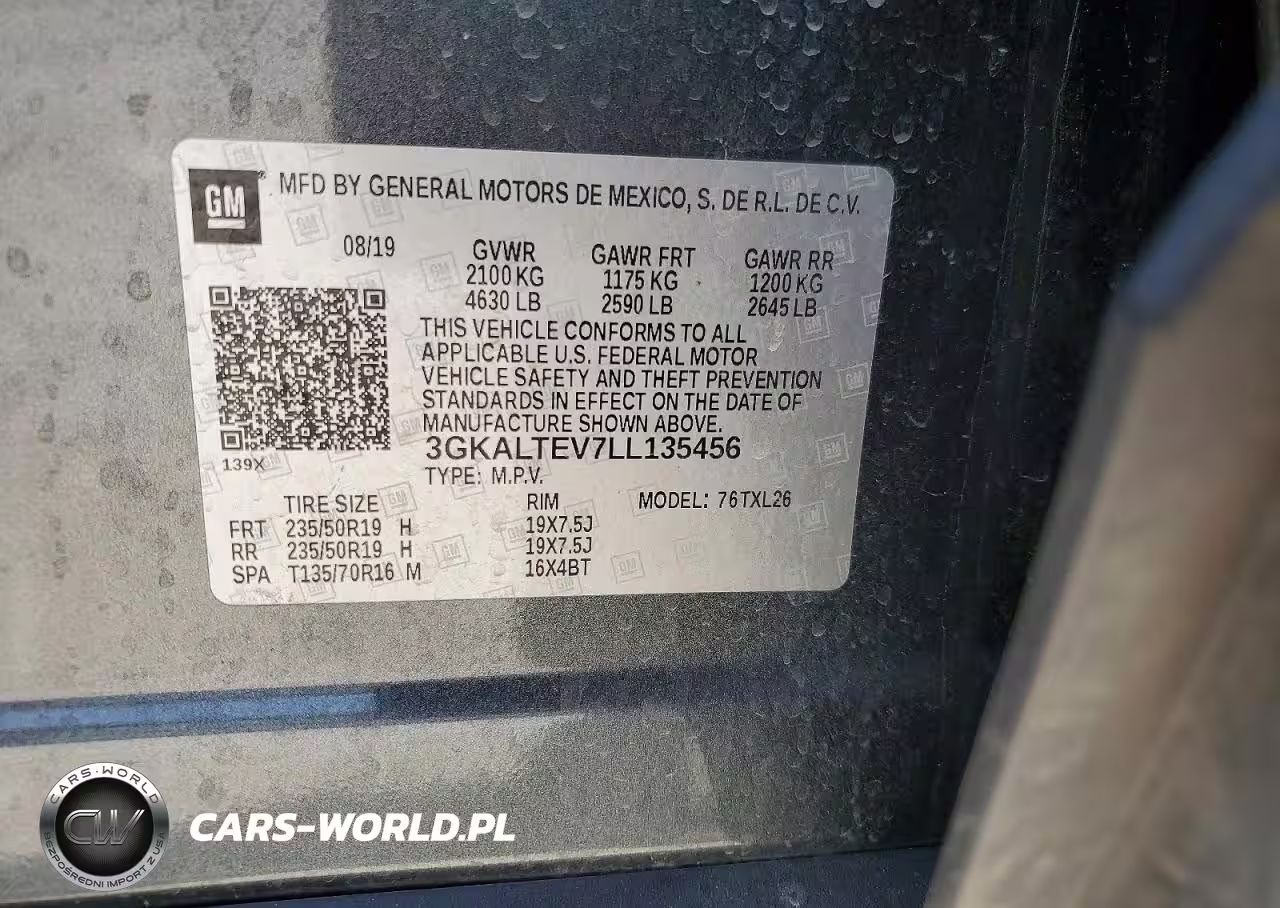 GM
MFD BY GENERAL MOTORS DE MEXICO, S. DE R.L. DE C.V.
08/19
GVWR GAWR FRT GAWR RR
2100 KG 1175 KG 1200 KG
4630 LB 2590 LB 2645 LB
THIS VEHICLE CONFORMS TO ALL
APPLICABLE U.S. FEDERAL MOTOR
VEHICLE SAFETY AND THEFT PREVENTION
STANDARDS IN EFFECT ON THE DATE OF
MANUFACTURE SHOWN ABOVE.
3GKALTEV7LL135456
139X
TYPE: M.P.V.
TIRE SIZE RIM MODEL: 76TXL26
FRT 235/50R19 H 19X7.5J
RR 235/50R19 H 19X7.5J
SPA T135/70R16 M 16X4BT
CARS-WORLD
CW
BEZPOŚREDNI IMPORT Z USA
CARS-WORLD.PL